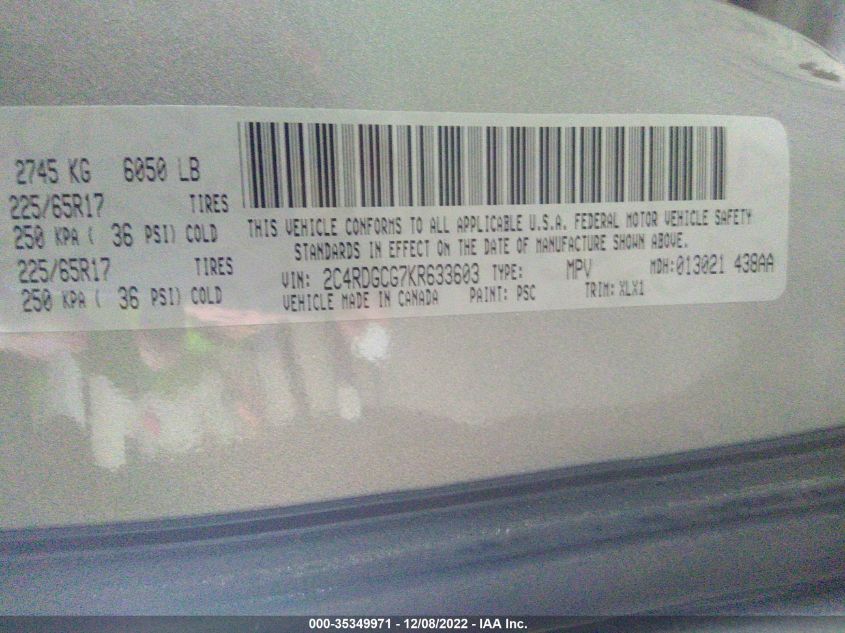 2745 KG 6050 LB
225/65R17 TIRES
250 KPA ( 36 PSI) COLD
225/65R17 TIRES
250 KPA ( 36 PSI) COLD
THIS VEHICLE CONFORMS TO ALL APPLICABLE U.S.A. FEDERAL MOTOR VEHICLE SAFETY
STANDARDS IN EFFECT ON THE DATE OF MANUFACTURE SHOWN ABOVE.
VIN: 2C4RDGCG7KR633603 TYPE: MPV MDH:013021 438AA
VEHICLE MADE IN CANADA PAINT: PSC TRIM: XLX1
000-35349971 - 12/08/2022 - IAA Inc.